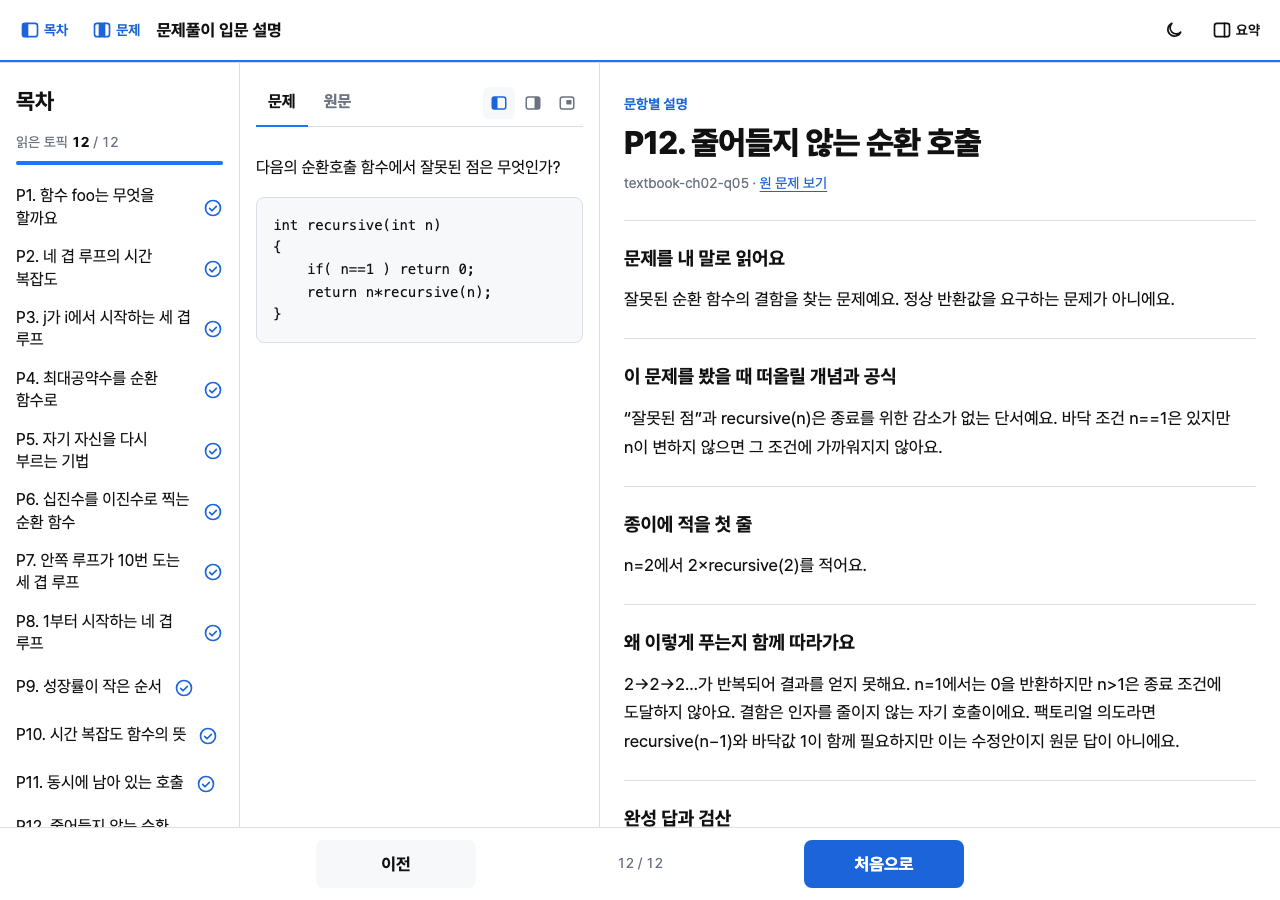 목차
문제
문제풀이 입문 설명
요약
목차
읽은 토픽 12 / 12
P1. 함수 foo는 무엇을
할까요
P2. 네 겹 루프의 시간
복잡도
P3. j가 i에서 시작하는 세 겹
루프
P4. 최대공약수를 순환
함수로
P5. 자기 자신을 다시
부르는 기법
P6. 십진수를 이진수로 찍는
순환 함수
P7. 안쪽 루프가 10번 도는
세 겹 루프
P8. 1부터 시작하는 네 겹
루프
P9. 성장률이 작은 순서
P10. 시간 복잡도 함수의 뜻
P11. 동시에 남아 있는 호출
P12. 줄어들지 않는 순환
문제
원문
다음의 순환호출 함수에서 잘못된 점은 무엇인가?
int recursive(int n)
{
    if( n==1 ) return 0;
    return n*recursive(n);
}
문항별 설명
P12. 줄어들지 않는 순환 호출
textbook-ch02-q05 · 원 문제 보기
문제를 내 말로 읽어요
잘못된 순환 함수의 결함을 찾는 문제예요. 정상 반환값을 요구하는 문제가 아니에요.
이 문제를 봤을 때 떠올릴 개념과 공식
“잘못된 점”과 recursive(n)은 종료를 위한 감소가 없는 단서예요. 바닥 조건 n==1은 있지만
n이 변하지 않으면 그 조건에 가까워지지 않아요.
종이에 적을 첫 줄
n=2에서 2×recursive(2)를 적어요.
왜 이렇게 푸는지 함께 따라가요
2→2→2…가 반복되어 결과를 얻지 못해요. n=1에서는 0을 반환하지만 n>1은 종료 조건에
도달하지 않아요. 결함은 인자를 줄이지 않는 자기 호출이에요. 팩토리얼 의도라면
recursive(n−1)와 바닥값 1이 함께 필요하지만 이는 수정안이지 원문 답이 아니에요.
완성 답과 검산
이전
12 / 12
처음으로